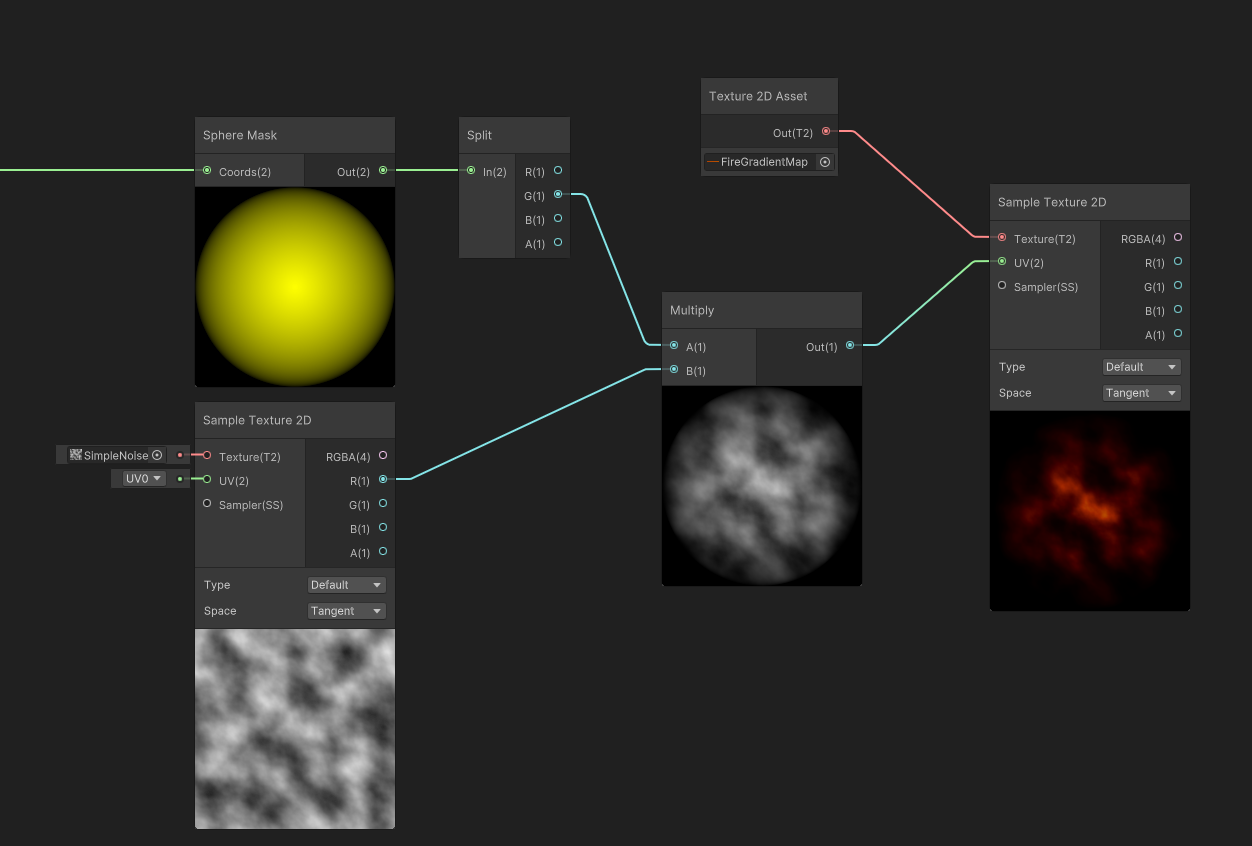 Sphere Mask
Coords(2)
Out(2)
Split
In(2)
R(1)
G(1)
B(1)
A(1)
Texture 2D Asset
Out(T2)
FireGradientMap
Sample Texture 2D
Texture(T2)
UV(2)
Sampler(SS)
RGBA(4)
R(1)
G(1)
B(1)
A(1)
Type
Default
Space
Tangent
Multiply
A(1)
B(1)
Out(1)
Sample Texture 2D
SimpleNoise
UV0
Texture(T2)
UV(2)
Sampler(SS)
RGBA(4)
R(1)
G(1)
B(1)
A(1)
Type
Default
Space
Tangent